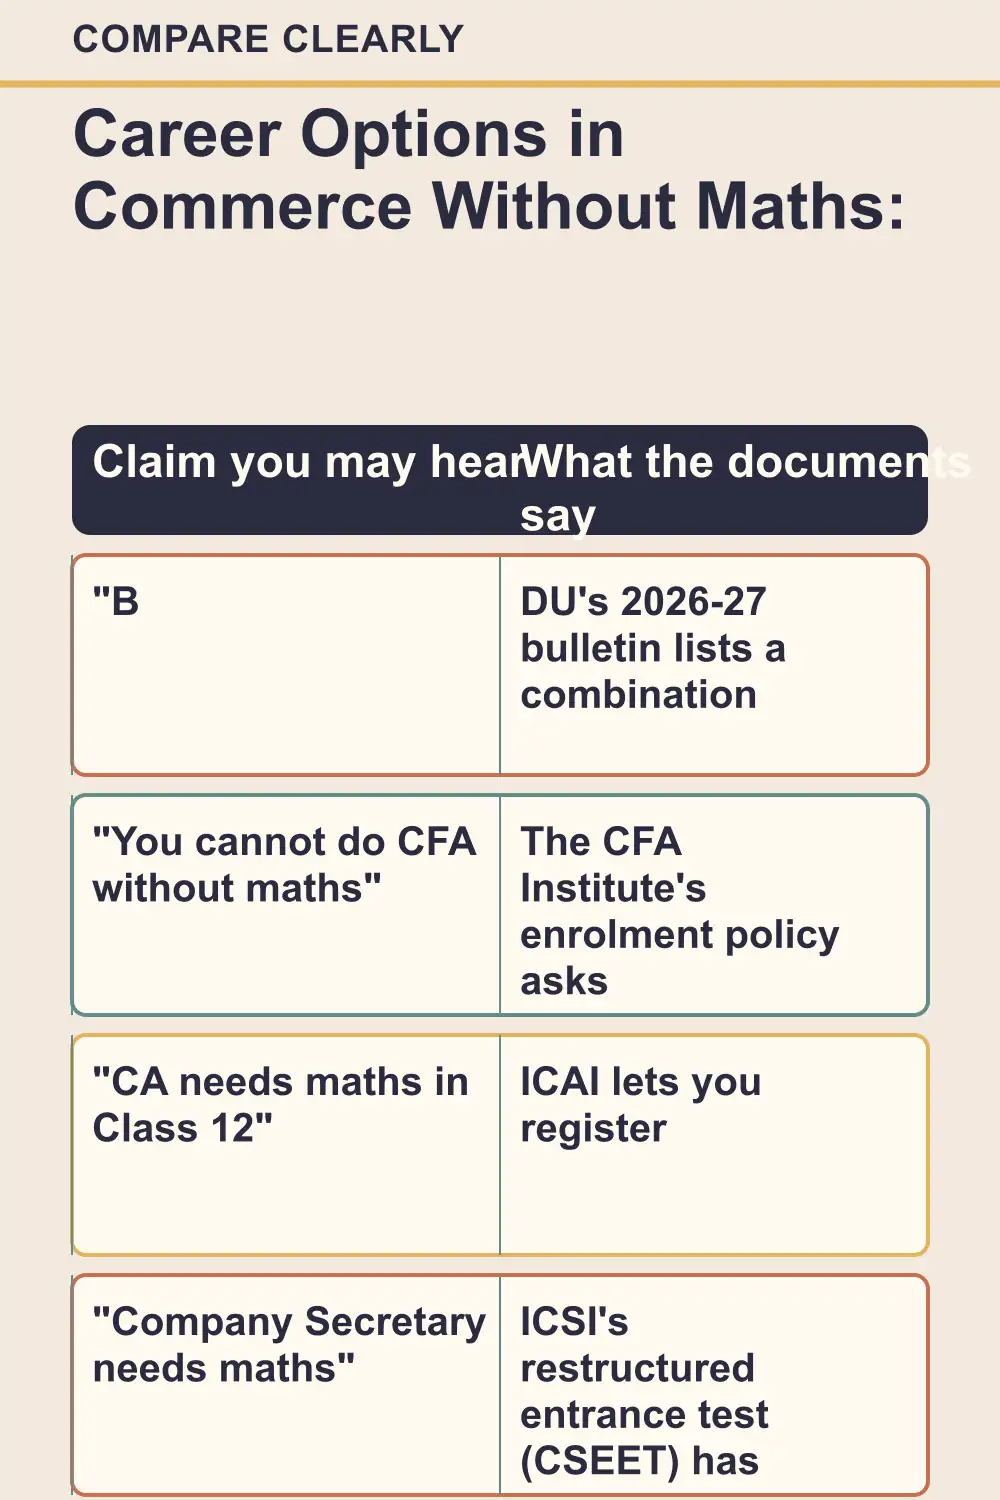 COMPARE CLEARLY
Career Options in
Commerce Without Maths:
Claim you may hear
What the documents
say
"B
DU's 2026-27
bulletin lists a
combination
"You cannot do CFA
without maths"
The CFA
Institute's
enrolment policy
asks
"CA needs maths in
Class 12"
ICAI lets you
register
"Company Secretary
needs maths"
ICSI's
restructured
entrance test
(CSEET) has